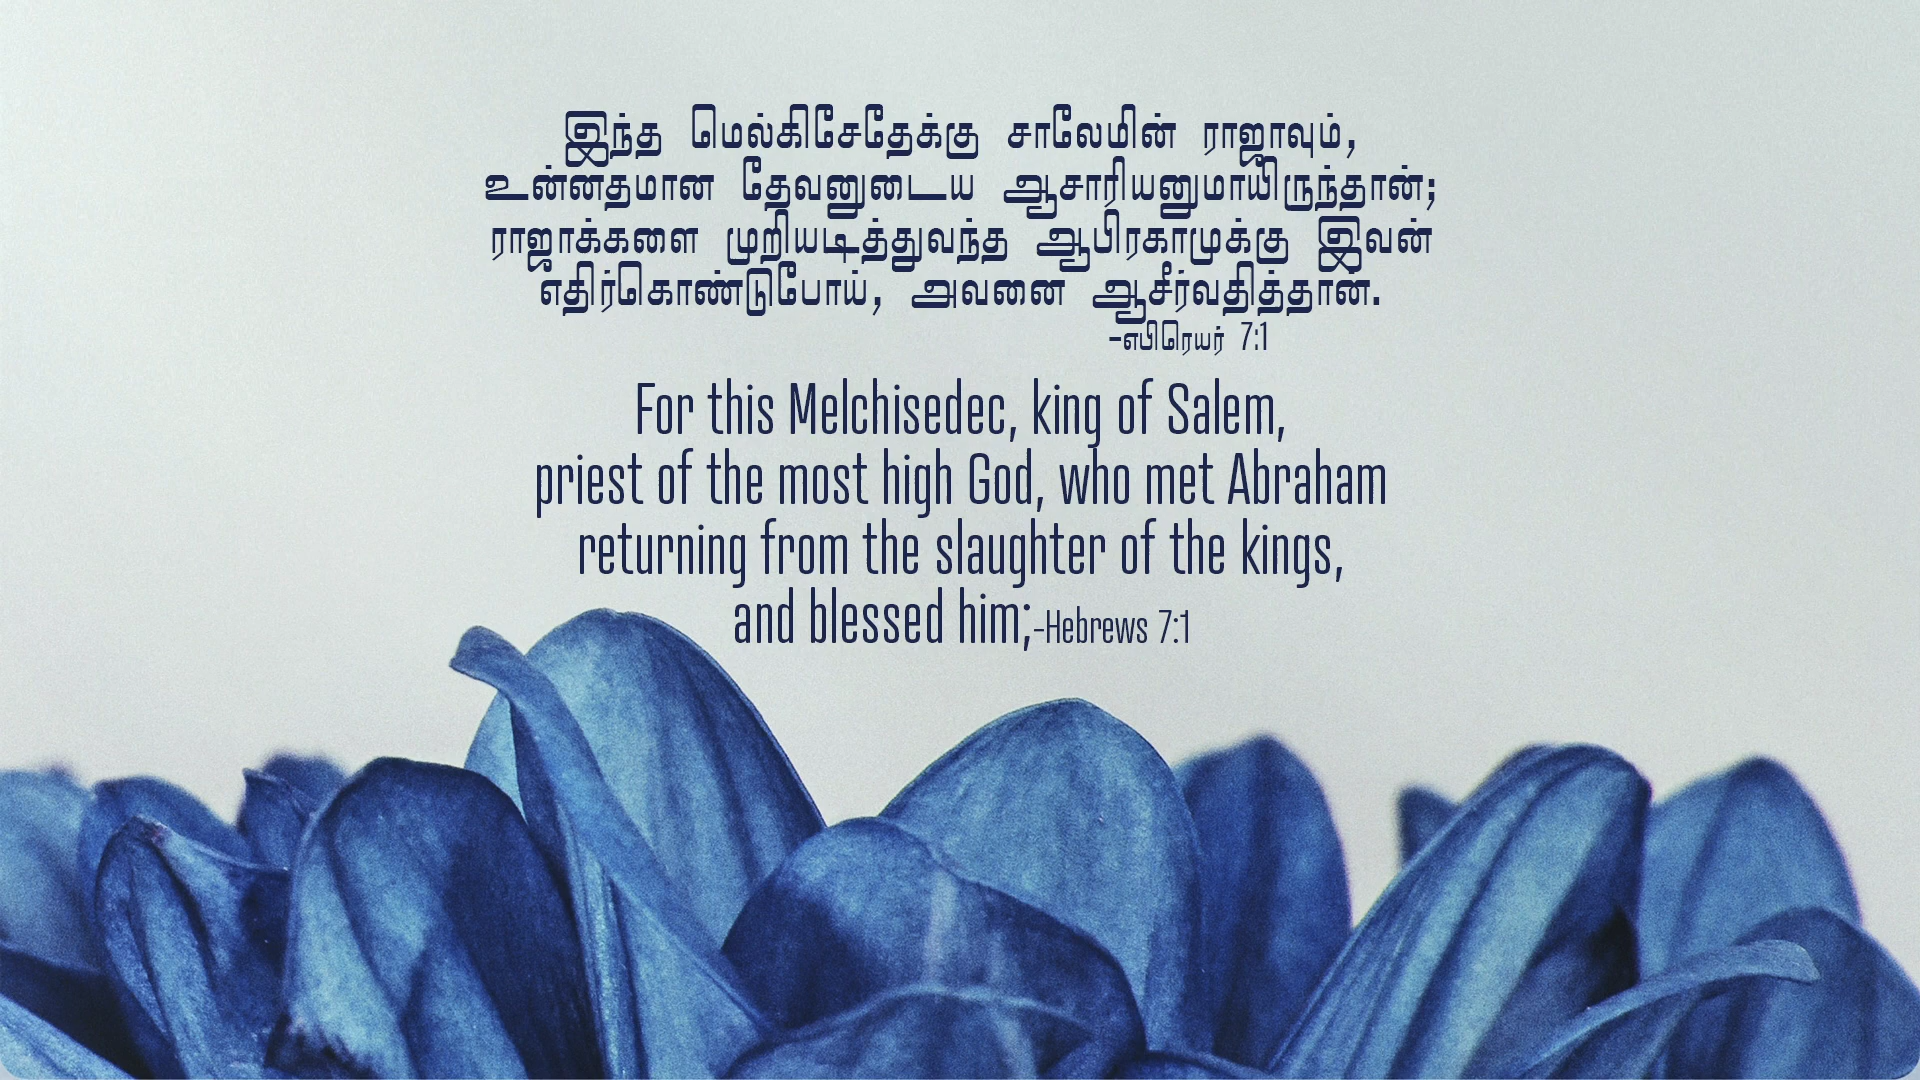 இந்த மெல்கிசேதேக்கு சாலேமின் ராஜாவும்,
உன்னதமான தேவனுடைய ஆசாரியனுமாயிருந்தான்;
ராஜாக்களை முறியடித்துவந்த ஆபிரகாமுக்கு இவன்
எதிர்கொண்டுபோய், அவனை ஆசீர்வதித்தான்.
-எபிரெயர் 7:1
For this Melchisedec, king of Salem,
priest of the most high God, who met Abraham
returning from the slaughter of the kings,
and blessed him;-Hebrews 7:1